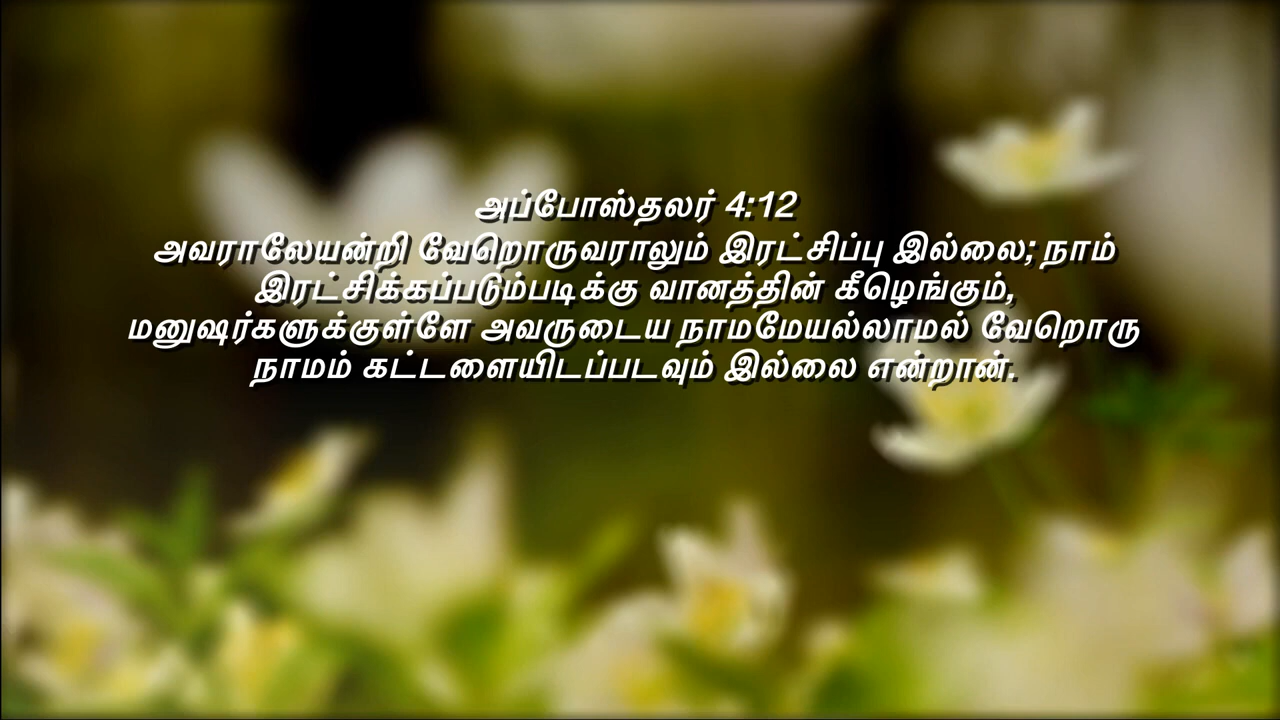 அப்போஸ்தலர் 4:12
அவராலேயன்றி வேறொருவராலும் இரட்சிப்பு இல்லை; நாம்
இரட்சிக்கப்படும்படிக்கு வானத்தின் கீழெங்கும்,
மனுஷர்களுக்குள்ளே அவருடைய நாமமேயல்லாமல் வேறொரு
நாமம் கட்டளையிடப்படவும் இல்லை என்றான்.